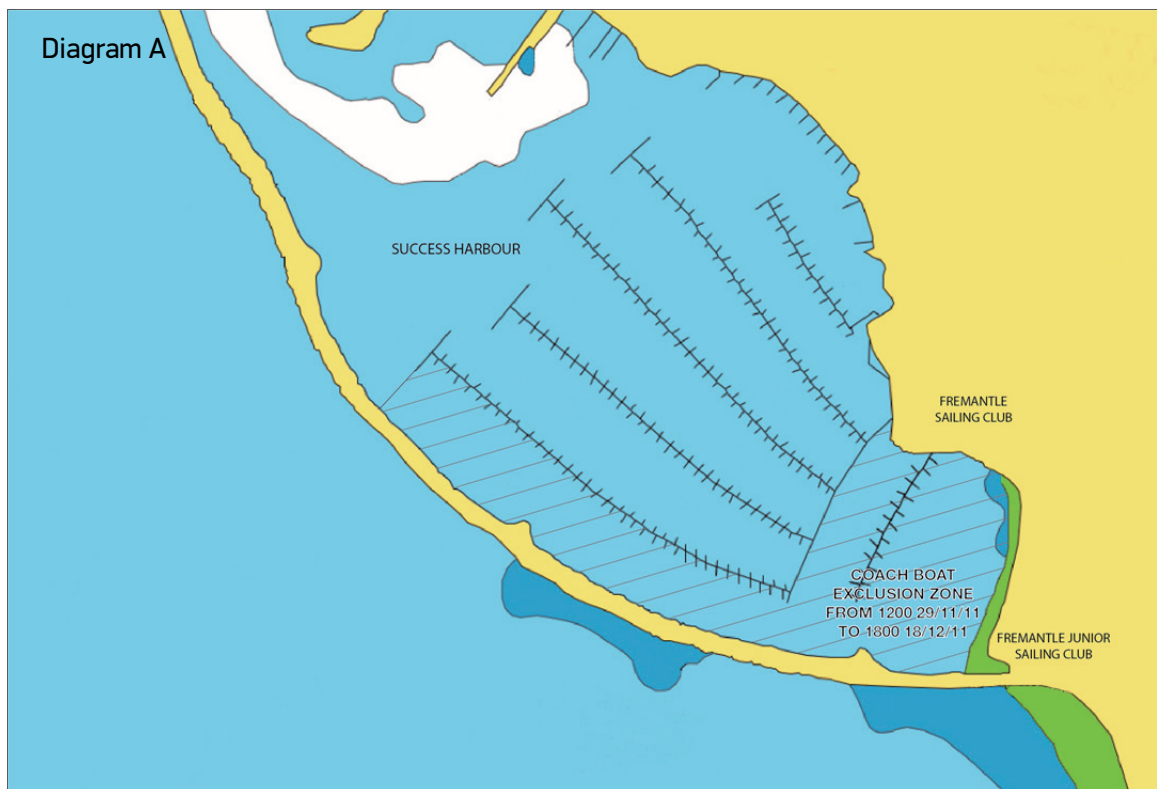 Diagram A
SUCCESS HARBOUR
FREMANTLE
SAILING CLUB
COACH BOAT
EXCLUSION ZONE
FROM 1200 29/11/11
TO 1800 18/12/11
FREMANTLE JUNIOR
SAILING CLUB